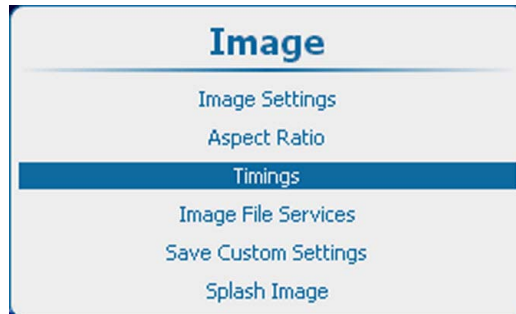 Image
Image Settings
Aspect Ratio
Timings
Image File Services
Save Custom Settings
Splash Image